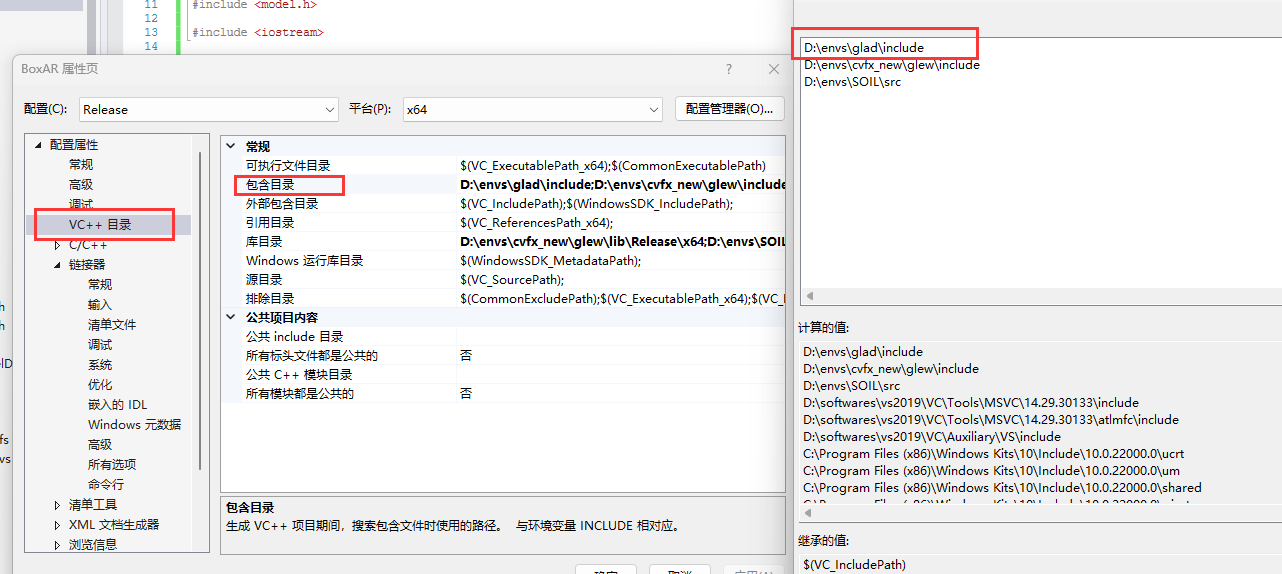 11
#include <model.h>
12
13
#include <iostream>
14
BoxAR 属性页
?
配置(C):
Release
平台(P):
x64
配置管理器(O)...
配置属性
常规
高级
调试
VC++ 目录
C/C++
链接器
常规
输入
清单文件
调试
系统
优化
嵌入的 IDL
Windows 元数据
高级
所有选项
命令行
清单工具
XML 文档生成器
浏览信息
常规
可执行文件目录 $(VC_ExecutablePath_x64);$(CommonExecutablePath)
包含目录 D:\envs\glad\include;D:\envs\cvfx_new\glew\include
外部包含目录 $(VC_IncludePath);$(WindowsSDK_IncludePath);
引用目录 $(VC_ReferencesPath_x64);
库目录 D:\envs\cvfx_new\glew\lib\Release\x64;D:\envs\SOI
Windows 运行库目录 $(WindowsSDK_MetadataPath);
源目录 $(VC_SourcePath);
排除目录 $(CommonExcludePath);$(VC_ExecutablePath_x64);$(VC_
公共项目内容
公共 include 目录
所有标头文件都是公共的 否
公共 C++ 模块目录
所有模块都是公共的 否
包含目录
生成 VC++ 项目期间，搜索包含文件时使用的路径。 与环境变量 INCLUDE 相对应。
确定
取消
应用(A)
D:\envs\glad\include
D:\envs\cvfx_new\glew\include
D:\envs\SOIL\src
计算的值:
D:\envs\glad\include
D:\envs\cvfx_new\glew\include
D:\envs\SOIL\src
D:\softwares\vs2019\VC\Tools\MSVC\14.29.30133\include
D:\softwares\vs2019\VC\Tools\MSVC\14.29.30133\atlmfc\include
D:\softwares\vs2019\VC\Auxiliary\VS\include
C:\Program Files (x86)\Windows Kits\10\Include\10.0.22000.0\ucrt
C:\Program Files (x86)\Windows Kits\10\Include\10.0.22000.0\um
C:\Program Files (x86)\Windows Kits\10\Include\10.0.22000.0\shared
继承的值:
$(VC_IncludePath)